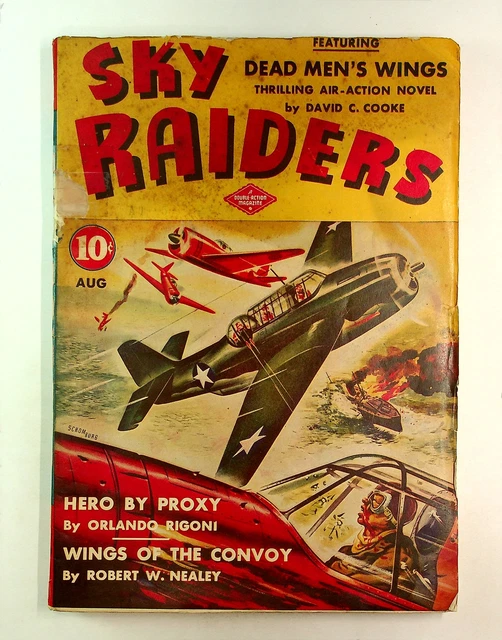 FEATURING
SKY
DEAD MEN'S WINGS
THRILLING AIR-ACTION NOVEL
by DAVID C. COOKE
RAIDERS
DOUBLE-ACTION
MAGAZINE
10¢
AUG
SCHOMBURG
HERO BY PROXY
By ORLANDO RIGONI
WINGS OF THE CONVOY
By ROBERT W. NEALEY